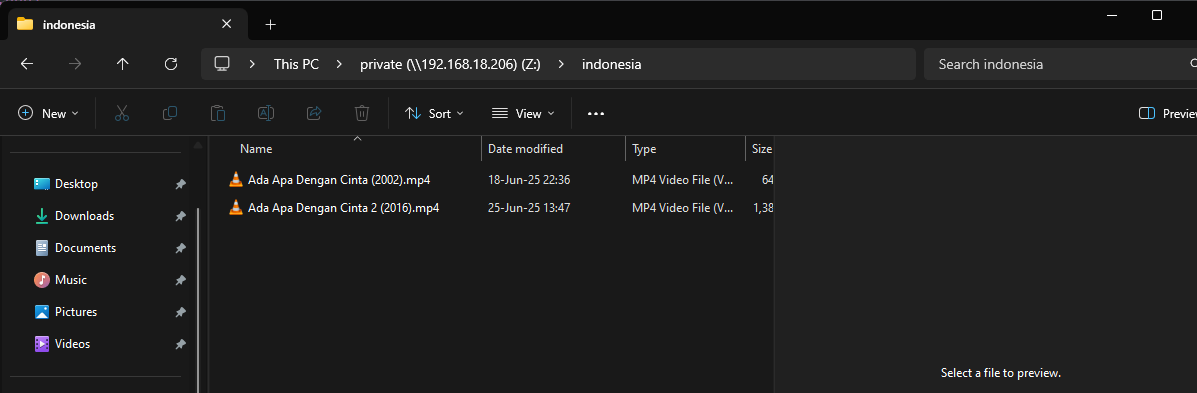 indonesia
This PC > private (\\192.168.18.206) (Z:) > indonesia
Search indonesia
New
Sort
View
Name Date modified Type Size
Desktop
Ada Apa Dengan Cinta (2002).mp4 18-Jun-25 22:36 MP4 Video File (V... 64
Downloads
Ada Apa Dengan Cinta 2 (2016).mp4 25-Jun-25 13:47 MP4 Video File (V... 1,38
Documents
Music
Pictures
Videos
Select a file to preview.